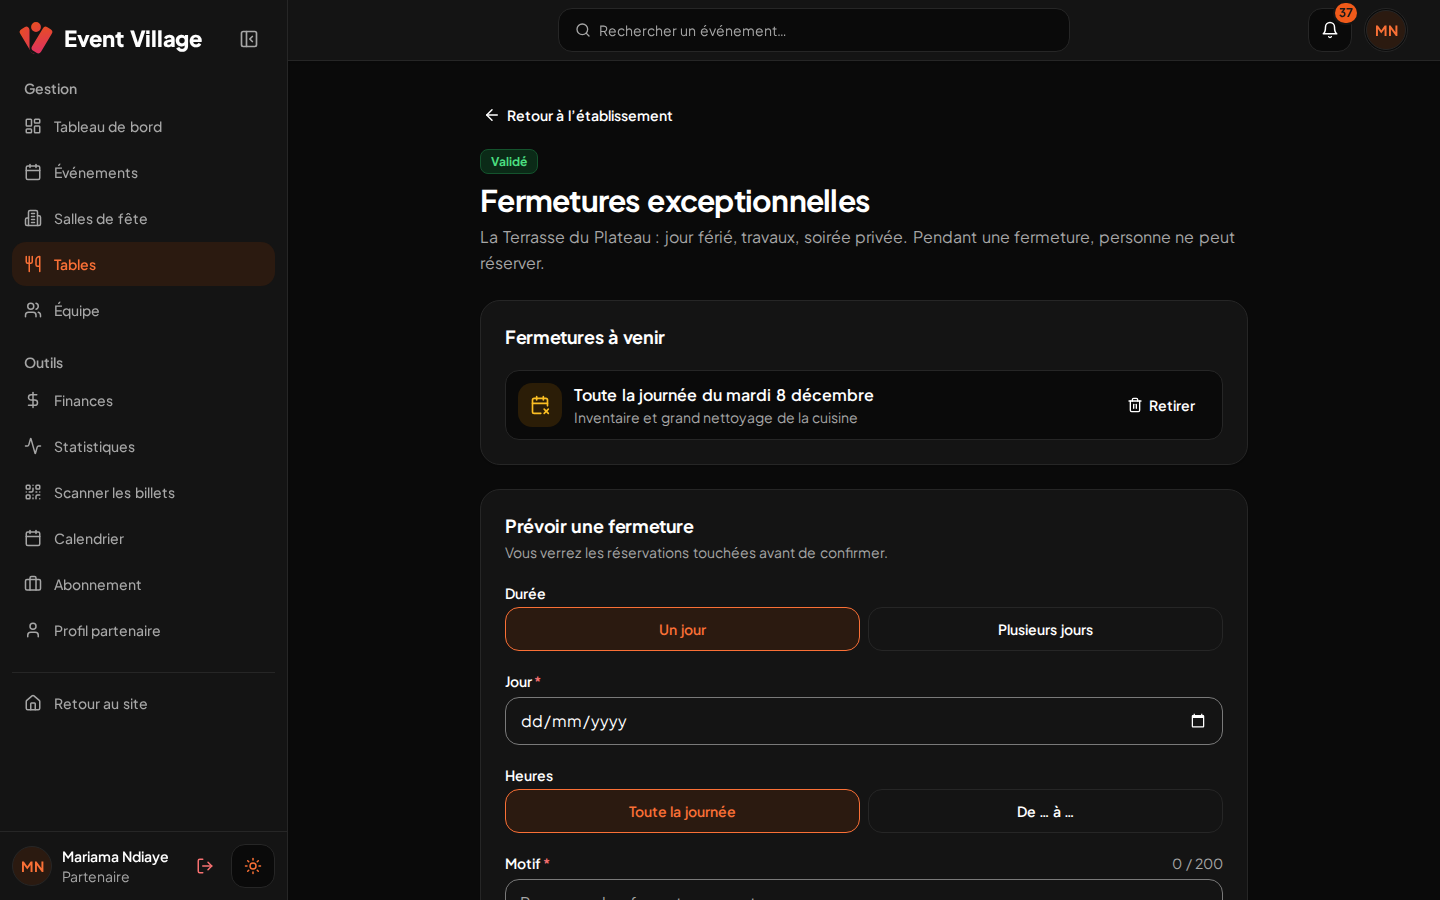 Event Village
Rechercher un événement…
37
MN
Gestion
Tableau de bord
Événements
Salles de fête
Tables
Équipe
Outils
Finances
Statistiques
Scanner les billets
Calendrier
Abonnement
Profil partenaire
Retour au site
MN
Mariama Ndiaye
Partenaire
Retour à l’établissement
Validé
Fermetures exceptionnelles
La Terrasse du Plateau : jour férié, travaux, soirée privée. Pendant une fermeture, personne ne peut
réserver.
Fermetures à venir
Toute la journée du mardi 8 décembre
Inventaire et grand nettoyage de la cuisine
Retirer
Prévoir une fermeture
Vous verrez les réservations touchées avant de confirmer.
Durée
Un jour
Plusieurs jours
Jour *
dd/mm/yyyy
Heures
Toute la journée
De … à …
Motif *
0 / 200